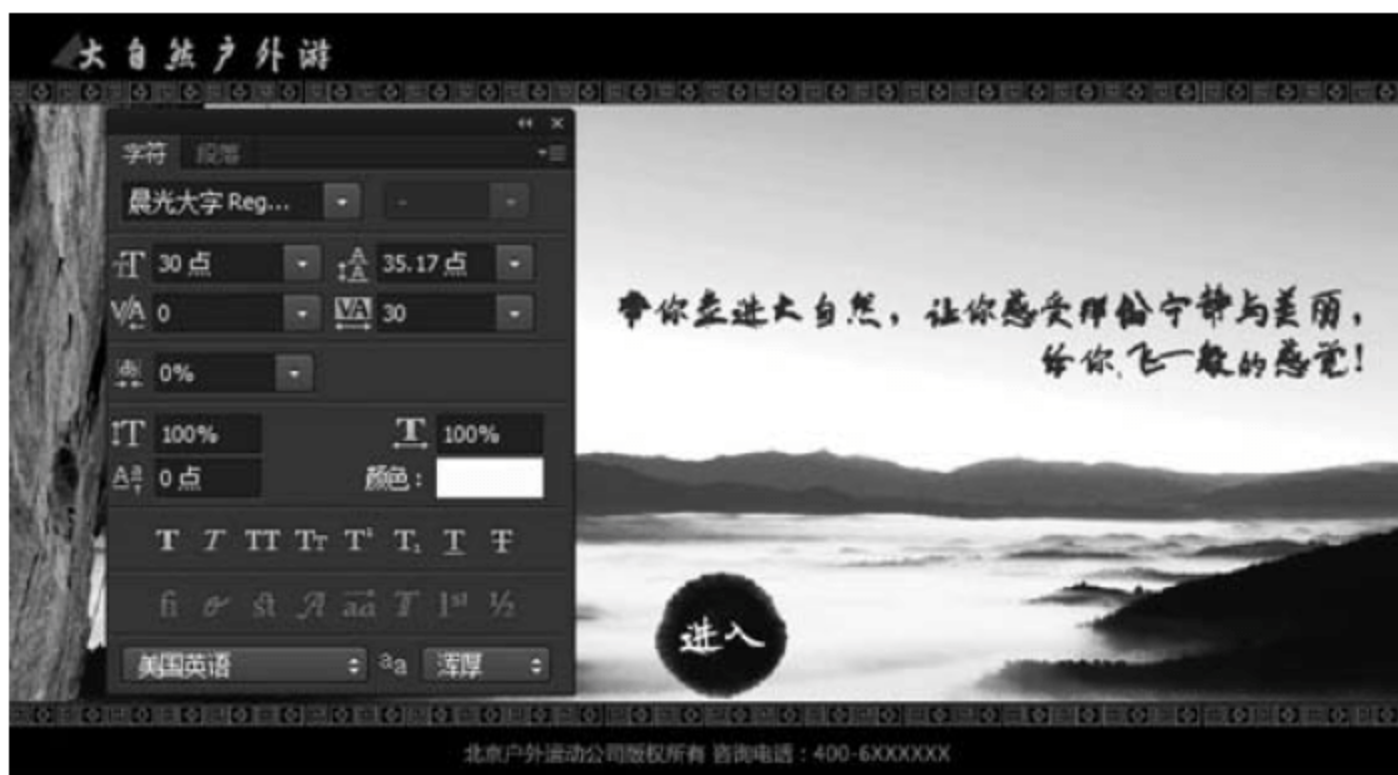 大自然户外游
字符 段落
晨光大字 Reg... -
30 点 35.17 点
0 30
0%
100% 100%
0 点 颜色：
美国英语 aa 浑厚
带你走进大自然，让你感受那份宁静与美丽，
给你飞一般的感觉！
进入
北京户外运动公司版权所有 咨询电话：400-6XXXXXX